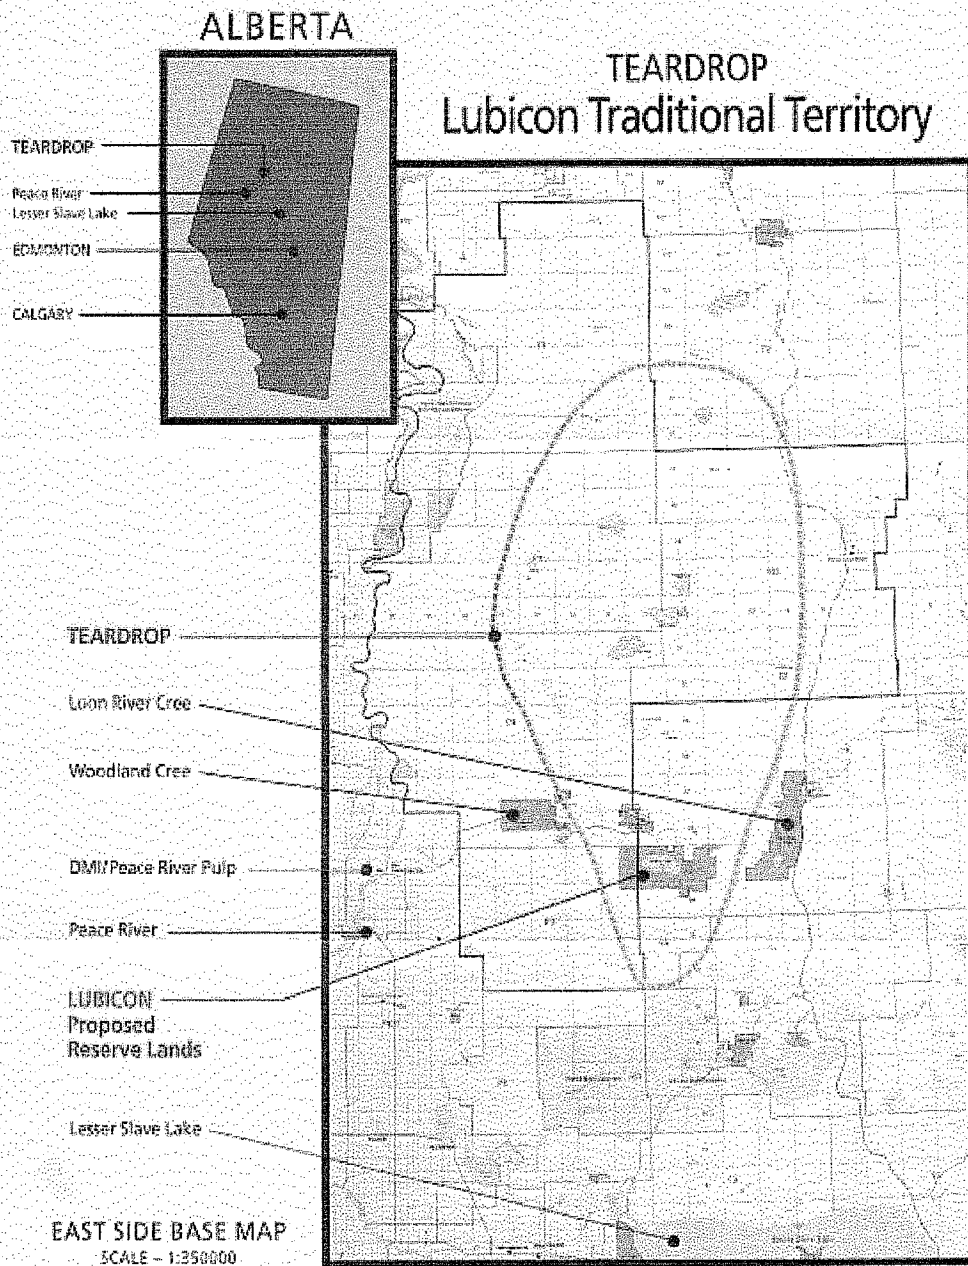 ALBERTA
TEARDROP
Lubicon Traditional Territory
TEARDROP
Peace River
Lesser Slave Lake
EDMONTON
CALGARY
TEARDROP
Loon River Cree
Woodland Cree
DMI/Peace River Pulp
Peace River
LUBICON
Proposed
Reserve Lands
Lesser Slave Lake
EAST SIDE BASE MAP
SCALE – 1:350000